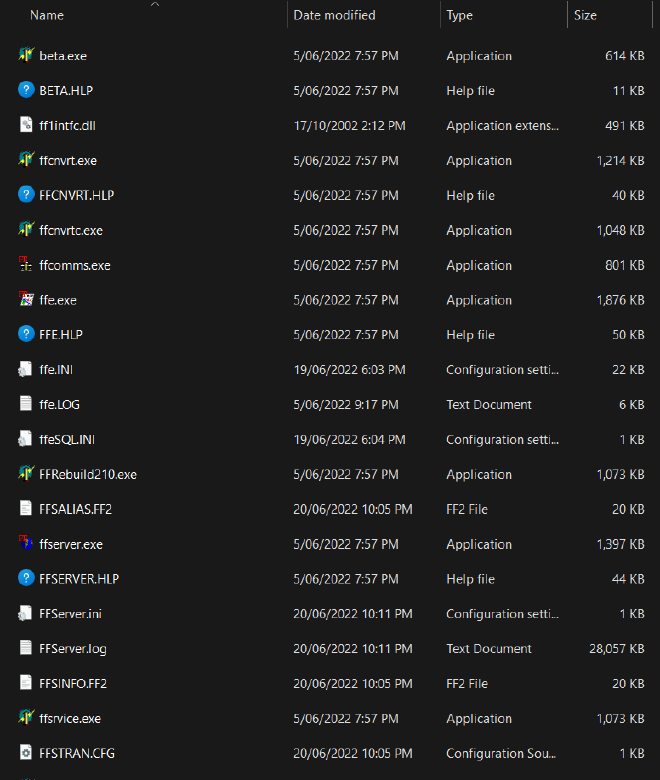 Name Date modified Type Size
beta.exe 5/06/2022 7:57 PM Application 614 KB
BETA.HLP 5/06/2022 7:57 PM Help file 11 KB
ff1intfc.dll 17/10/2002 2:12 PM Application extens... 491 KB
ffcnvrt.exe 5/06/2022 7:57 PM Application 1,214 KB
FFCNVRT.HLP 5/06/2022 7:57 PM Help file 40 KB
ffcnvrtc.exe 5/06/2022 7:57 PM Application 1,048 KB
ffcomms.exe 5/06/2022 7:57 PM Application 801 KB
ffe.exe 5/06/2022 7:57 PM Application 1,876 KB
FFE.HLP 5/06/2022 7:57 PM Help file 50 KB
ffe.INI 19/06/2022 6:03 PM Configuration setti... 22 KB
ffe.LOG 5/06/2022 9:17 PM Text Document 6 KB
ffeSQL.INI 19/06/2022 6:04 PM Configuration setti... 1 KB
FFRebuild210.exe 5/06/2022 7:57 PM Application 1,073 KB
FFSALIAS.FF2 20/06/2022 10:05 PM FF2 File 20 KB
ffserver.exe 5/06/2022 7:57 PM Application 1,397 KB
FFSERVER.HLP 5/06/2022 7:57 PM Help file 44 KB
FFServer.ini 20/06/2022 10:11 PM Configuration setti... 1 KB
FFServer.log 20/06/2022 10:11 PM Text Document 28,057 KB
FFSINFO.FF2 20/06/2022 10:05 PM FF2 File 20 KB
ffsrvice.exe 5/06/2022 7:57 PM Application 1,073 KB
FFSTRAN.CFG 20/06/2022 10:05 PM Configuration Sou... 1 KB